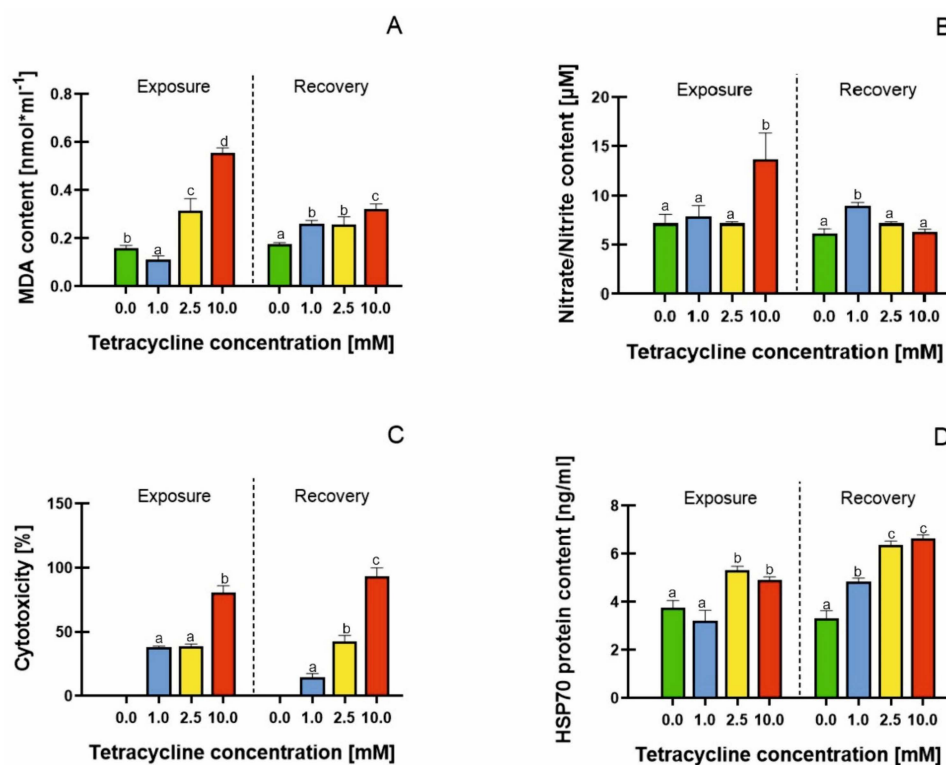 A
Exposure Recovery
MDA content [nmol*ml⁻¹]
0.8
0.6
0.4
0.2
0.0
b a c d a b b c
0.0 1.0 2.5 10.0 0.0 1.0 2.5 10.0
Tetracycline concentration [mM]
B
Exposure Recovery
Nitrate/Nitrite content [µM]
20
15
10
5
0
a a a b a b a a
0.0 1.0 2.5 10.0 0.0 1.0 2.5 10.0
Tetracycline concentration [mM]
C
Exposure Recovery
Cytotoxicity [%]
150
100
50
0
a a b a b c
0.0 1.0 2.5 10.0 0.0 1.0 2.5 10.0
Tetracycline concentration [mM]
D
Exposure Recovery
HSP70 protein content [ng/ml]
8
6
4
2
0
a a b b a b c c
0.0 1.0 2.5 10.0 0.0 1.0 2.5 10.0
Tetracycline concentration [mM]